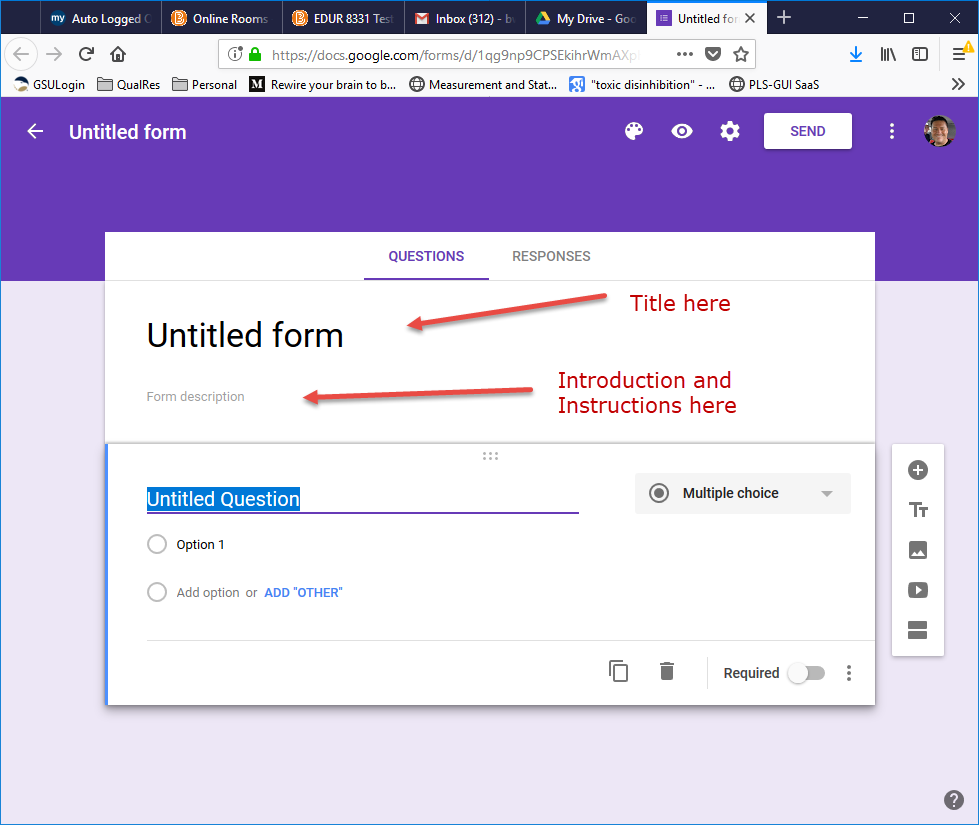 my Auto Logged O
Online Rooms
EDUR 8331 Test
Inbox (312) - b
My Drive - Goo
Untitled for
https://docs.google.com/forms/d/1qg9np9CPSEkihrWmAXp
GSULogin
QualRes
Personal
M Rewire your brain to b...
Measurement and Stat...
"toxic disinhibition" - ...
PLS-GUI SaaS
Untitled form
SEND
QUESTIONS
RESPONSES
Title here
Untitled form
Introduction and
Instructions here
Form description
Untitled Question
Multiple choice
Option 1
Add option or ADD "OTHER"
Required